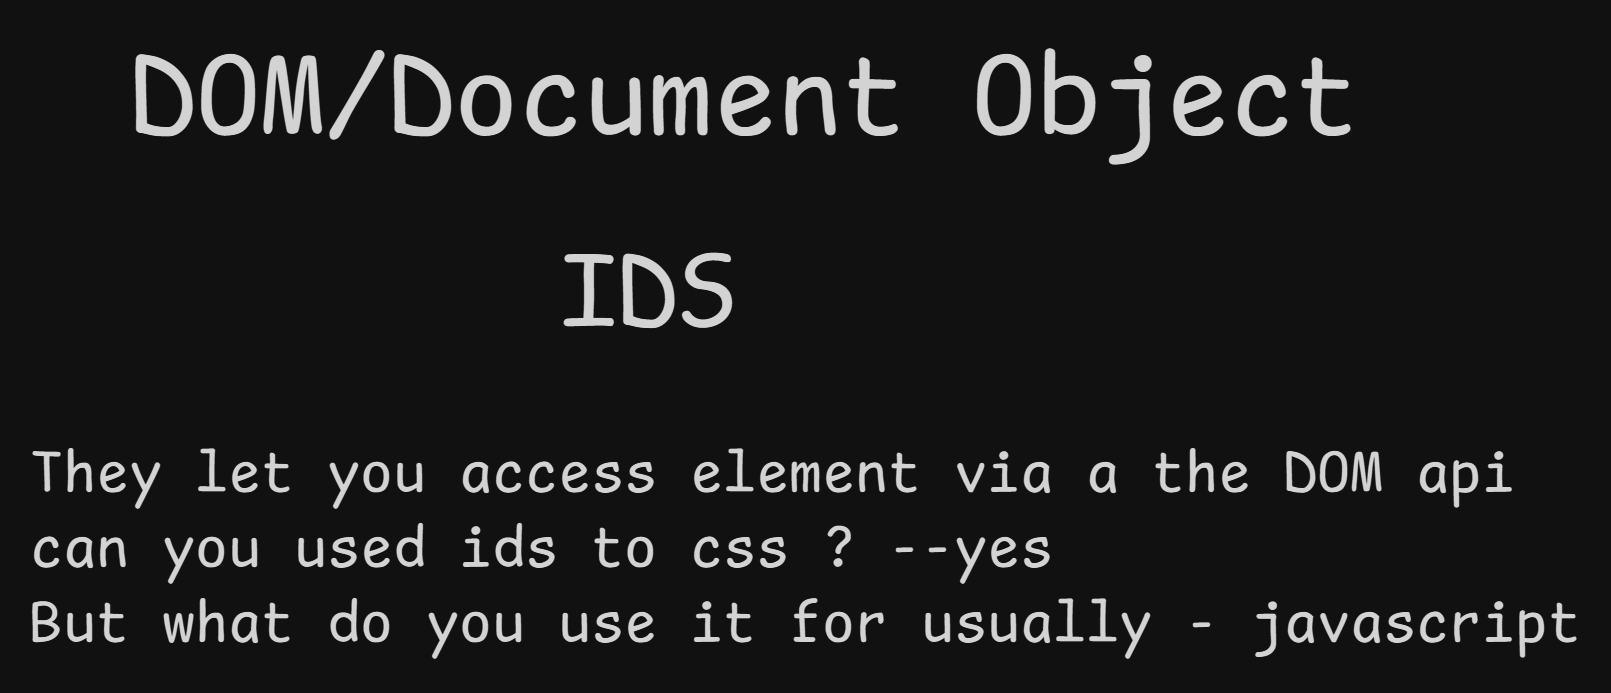 DOM/Document Object
IDS
They let you access element via a the DOM api
can you used ids to css ? --yes
But what do you use it for usually - javascript